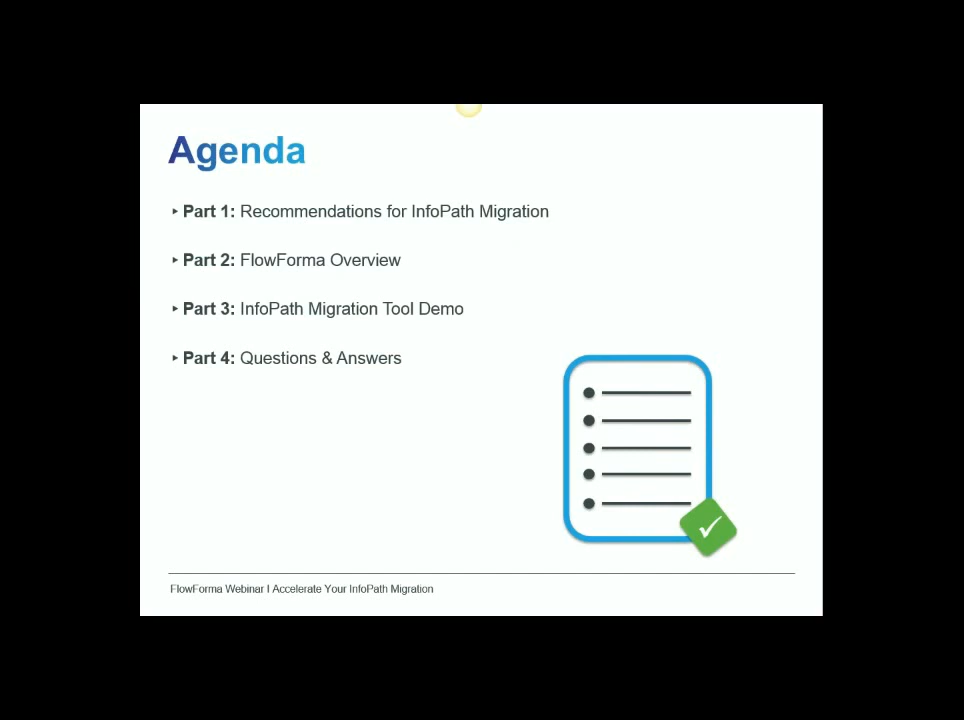 Agenda
‣ Part 1: Recommendations for InfoPath Migration
‣ Part 2: FlowForma Overview
‣ Part 3: InfoPath Migration Tool Demo
‣ Part 4: Questions & Answers
FlowForma Webinar I Accelerate Your InfoPath Migration